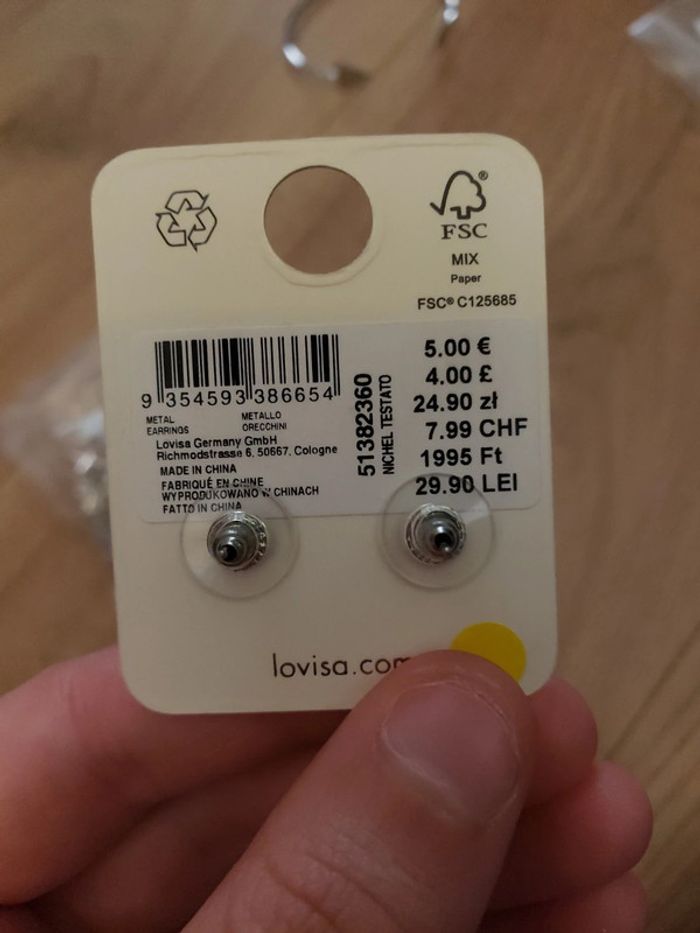 FSC®
MIX
Paper
FSC® C125685
9 354593 386654
METAL EARRINGS
METALLO ORECCHINI
Lovisa Germany GmbH
Richmodstrasse 6, 50667, Cologne
MADE IN CHINA
FABRIQUÉ EN CHINE
WYPRODUKOWANO W CHINACH
FATTO IN CHINA
51382360
NICHEL TESTATO
5.00 €
4.00 £
24.90 zł
7.99 CHF
1995 Ft
29.90 LEI
lovisa.com